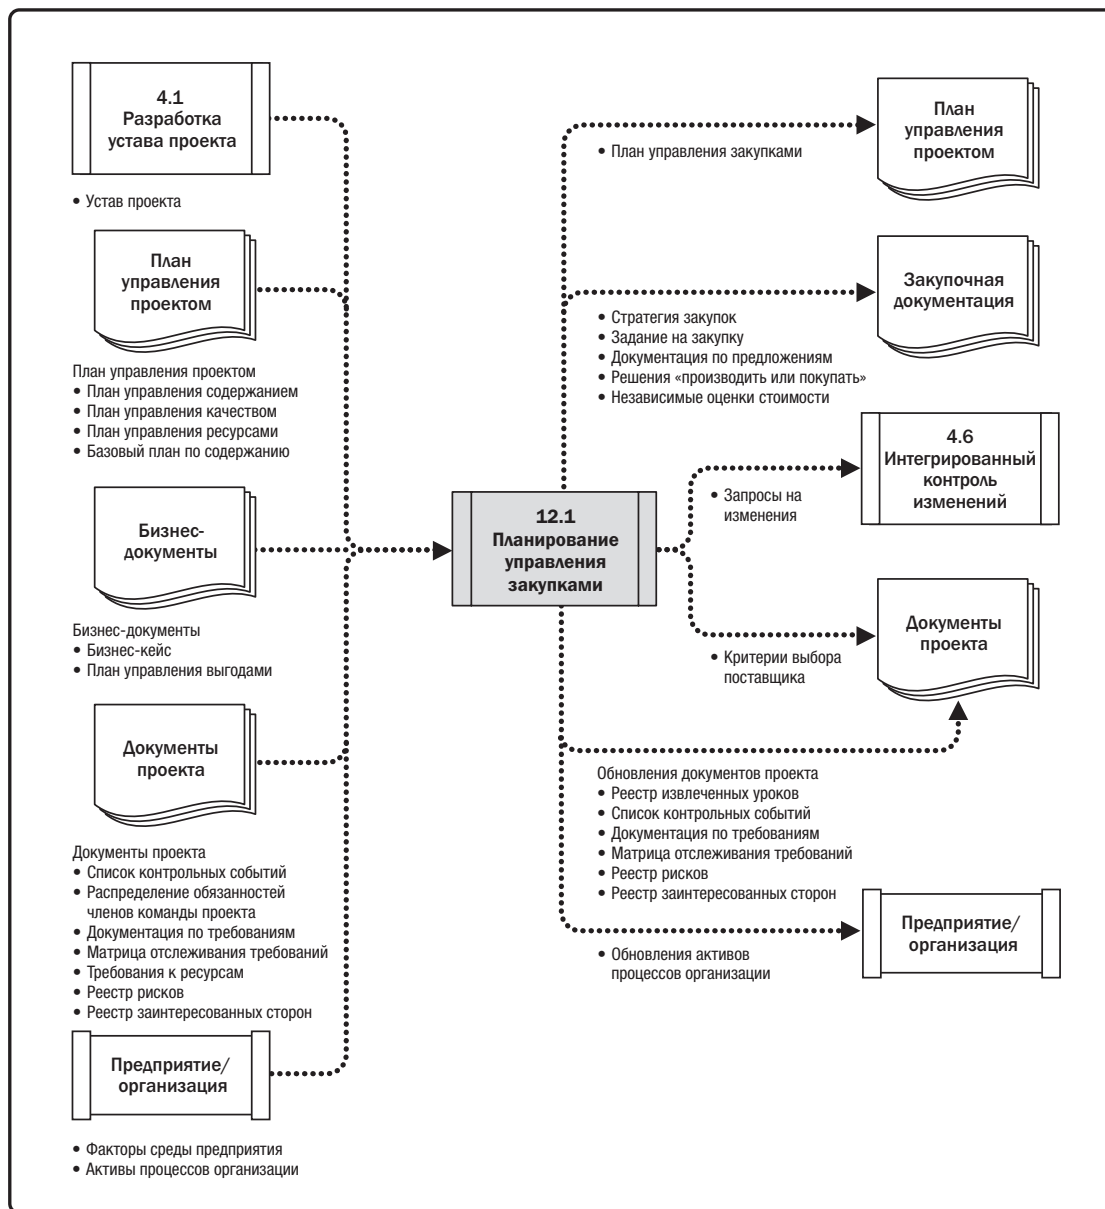 4.1
Разработка
устава проекта
• Устав проекта
План
управления
проектом
План управления проектом
• План управления содержанием
• План управления качеством
• План управления ресурсами
• Базовый план по содержанию
Бизнес-
документы
Бизнес-документы
• Бизнес-кейс
• План управления выгодами
Документы
проекта
Документы проекта
• Список контрольных событий
• Распределение обязанностей
членов команды проекта
• Документация по требованиям
• Матрица отслеживания требований
• Требования к ресурсам
• Реестр рисков
• Реестр заинтересованных сторон
Предприятие/
организация
• Факторы среды предприятия
• Активы процессов организации
12.1
Планирование
управления
закупками
• План управления закупками
План
управления
проектом
Закупочная
документация
• Стратегия закупок
• Задание на закупку
• Документация по предложениям
• Решения «производить или покупать»
• Независимые оценки стоимости
4.6
Интегрированный
контроль
изменений
• Запросы на
изменения
Документы
проекта
• Критерии выбора
поставщика
Обновления документов проекта
• Реестр извлеченных уроков
• Список контрольных событий
• Документация по требованиям
• Матрица отслеживания требований
• Реестр рисков
• Реестр заинтересованных сторон
Предприятие/
организация
• Обновления активов
процессов организации